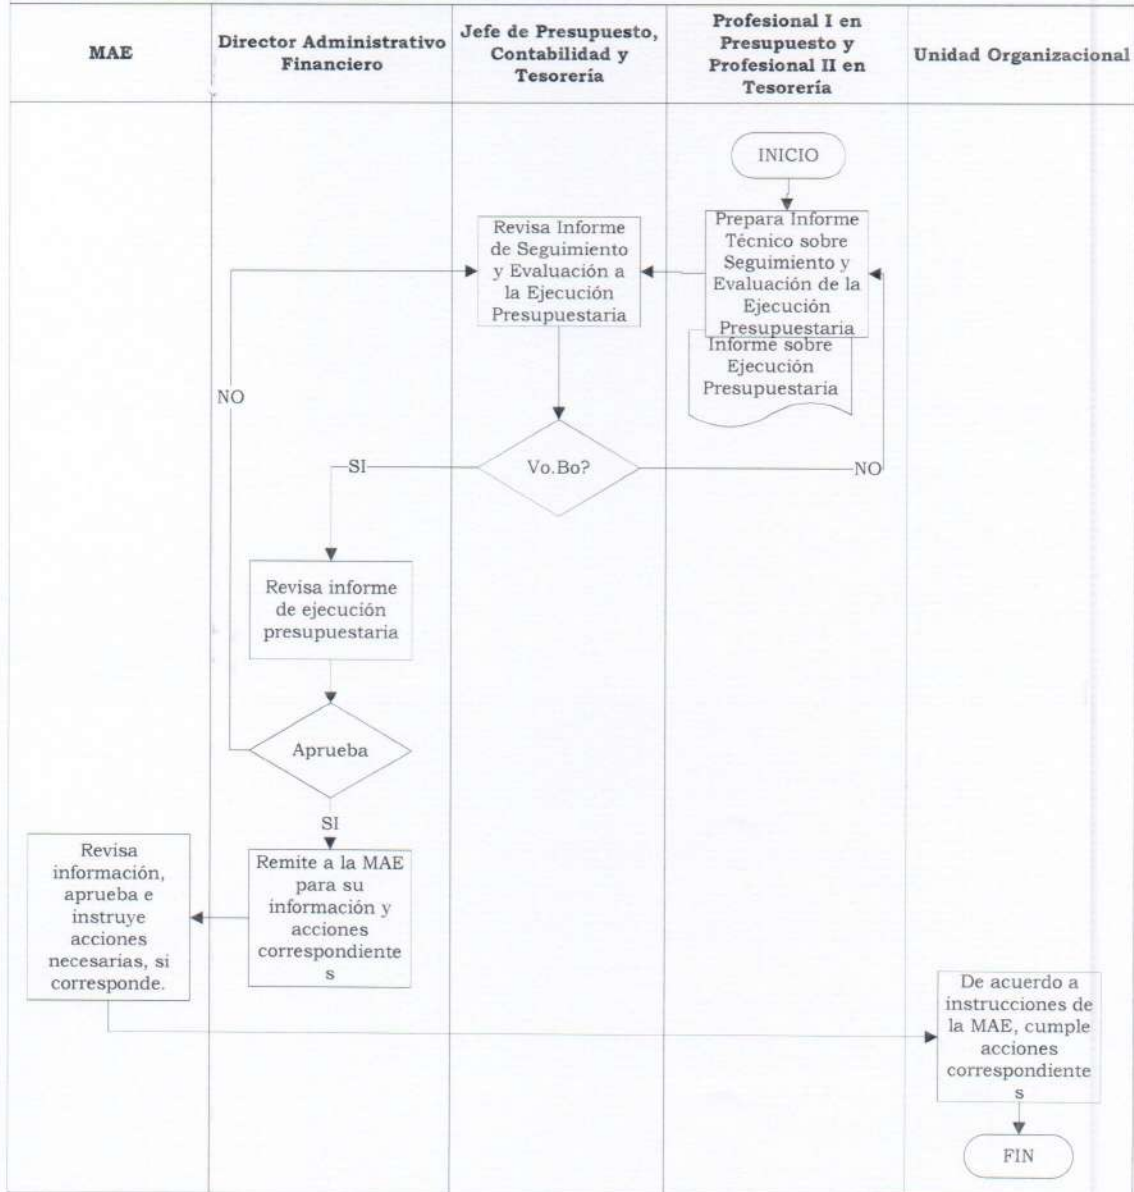 MAE
Director Administrativo
Financiero
Jefe de Presupuesto,
Contabilidad y
Tesorería
Profesional I en
Presupuesto y
Profesional II en
Tesorería
Unidad Organizacional
INICIO
Prepara Informe
Técnico sobre
Seguimiento y
Evaluación de la
Ejecución
Presupuestaria
Informe sobre
Ejecución
Presupuestaria
Revisa Informe
de Seguimiento
y Evaluación a
la Ejecución
Presupuestaria
Vo.Bo?
NO
SI
Revisa informe
de ejecución
presupuestaria
Aprueba
NO
SI
Remite a la MAE
para su
información y
acciones
correspondiente
s
Revisa
información,
aprueba e
instruye
acciones
necesarias, si
corresponde.
De acuerdo a
instrucciones de
la MAE, cumple
acciones
correspondiente
s
FIN